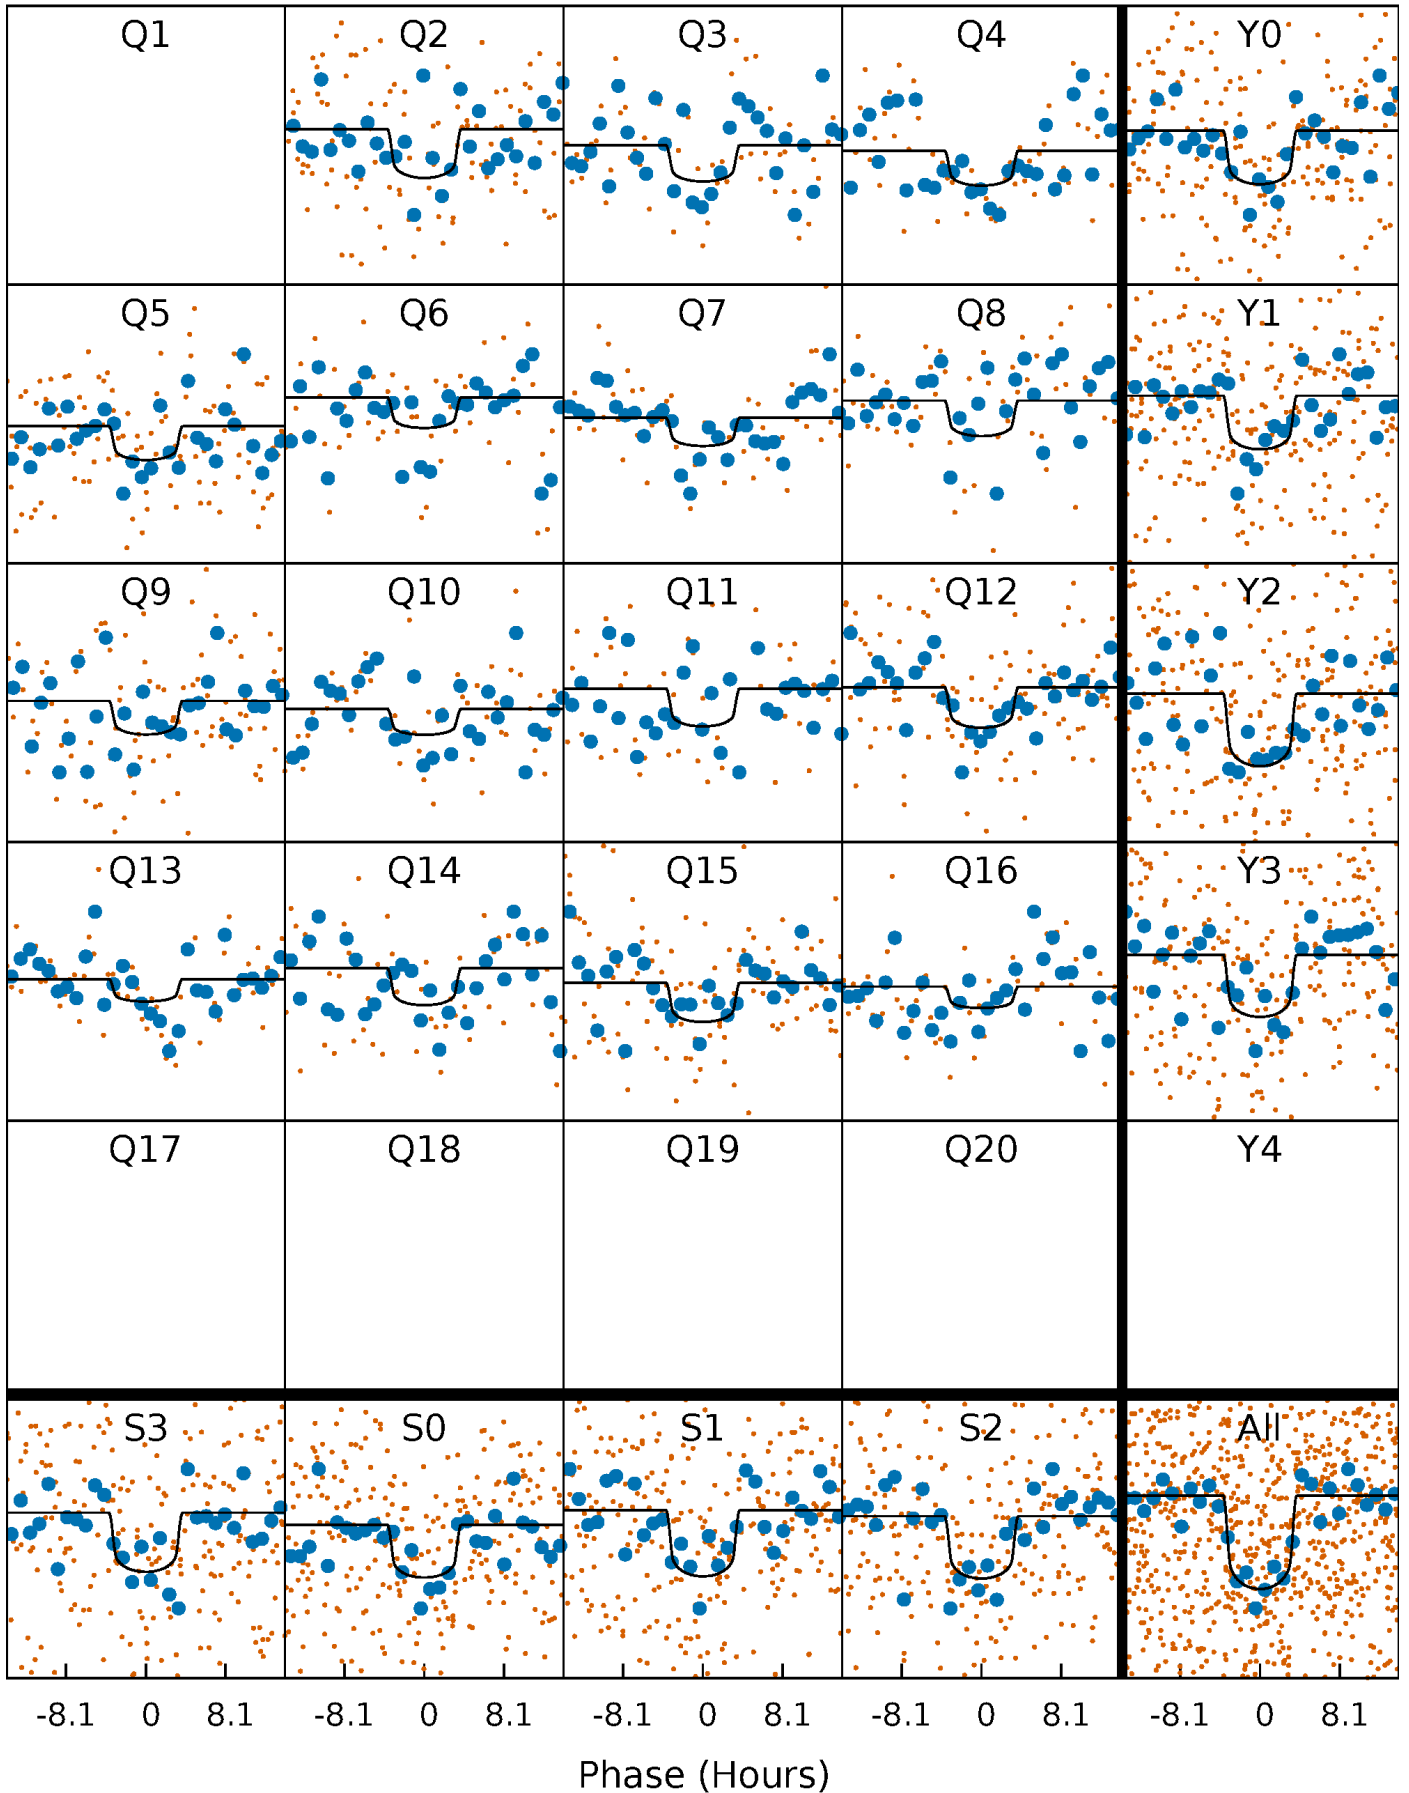 Q1 Q2 Q3 Q4 Y0
Q5 Q6 Q7 Q8 Y1
Q9 Q10 Q11 Q12 Y2
Q13 Q14 Q15 Q16 Y3
Q17 Q18 Q19 Q20 Y4
S3 S0 S1 S2 All
-8.1 0 8.1 -8.1 0 8.1 -8.1 0 8.1 -8.1 0 8.1 -8.1 0 8.1
Phase (Hours)